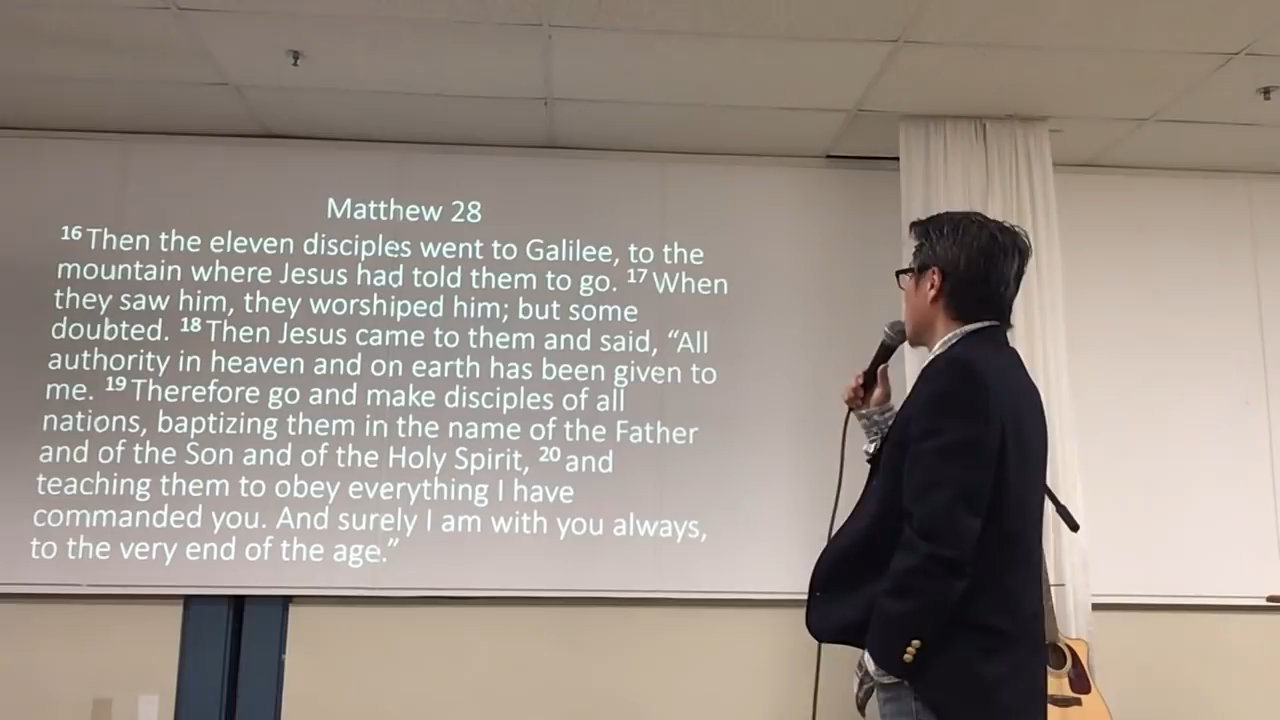 Matthew 28
16 Then the eleven disciples went to Galilee, to the
mountain where Jesus had told them to go. 17 When
they saw him, they worshiped him; but some
doubted. 18 Then Jesus came to them and said, “All
authority in heaven and on earth has been given to
me. 19 Therefore go and make disciples of all
nations, baptizing them in the name of the Father
and of the Son and of the Holy Spirit, 20 and
teaching them to obey everything I have
commanded you. And surely I am with you always,
to the very end of the age.”